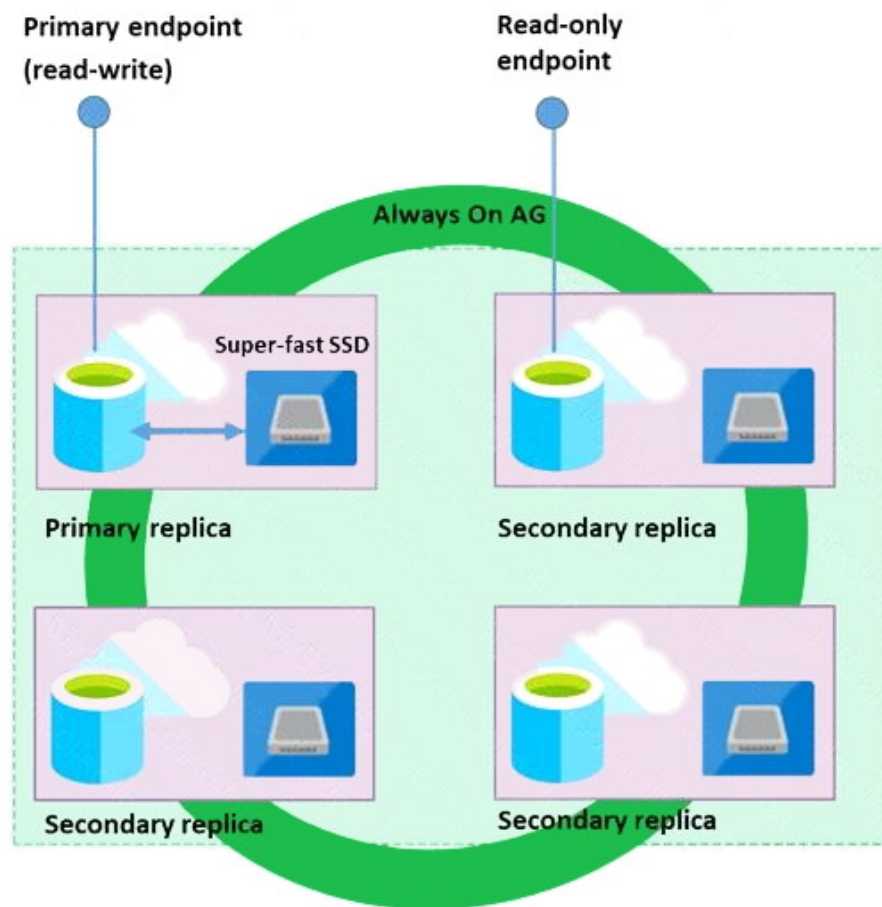 Primary endpoint
(read-write)
Read-only
endpoint
Always On AG
Super-fast SSD
Primary replica
Secondary replica
Secondary replica
Secondary replica